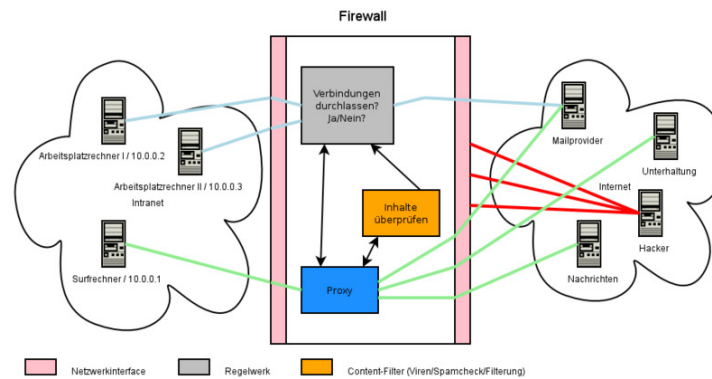 Firewall
Verbindungen
durchlassen?
Ja/Nein?
Arbeitsplatzrechner I / 10.0.0.2
Arbeitsplatzrechner II / 10.0.0.3
Intranet
Mailprovider
Unterhaltung
Internet
Inhalte
überprüfen
Hacker
Surfrechner / 10.0.0.1
Proxy
Nachrichten
Netzwerkinterface
Regelwerk
Content-Filter (Viren/Spamcheck/Filterung)